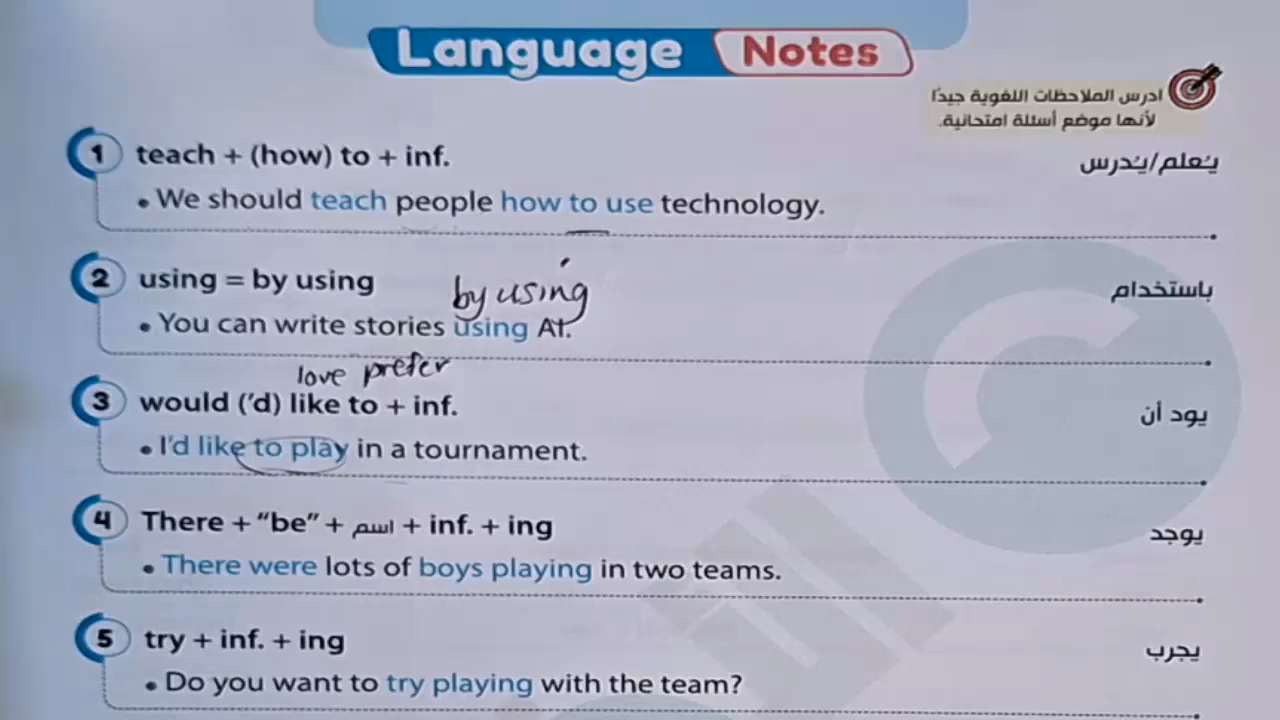 Language Notes
ادرس الملاحظات اللغوية جيدًا
لأنها موضع أسئلة امتحانية.
1 teach + (how) to + inf. يُعلم/يُدرس
• We should teach people how to use technology.
2 using = by using باستخدام
by using
• You can write stories using AI.
love prefer
3 would ('d) like to + inf. يود أن
• I'd like to play in a tournament.
4 There + "be" + اسم + inf. + ing يوجد
• There were lots of boys playing in two teams.
5 try + inf. + ing يجرب
• Do you want to try playing with the team?